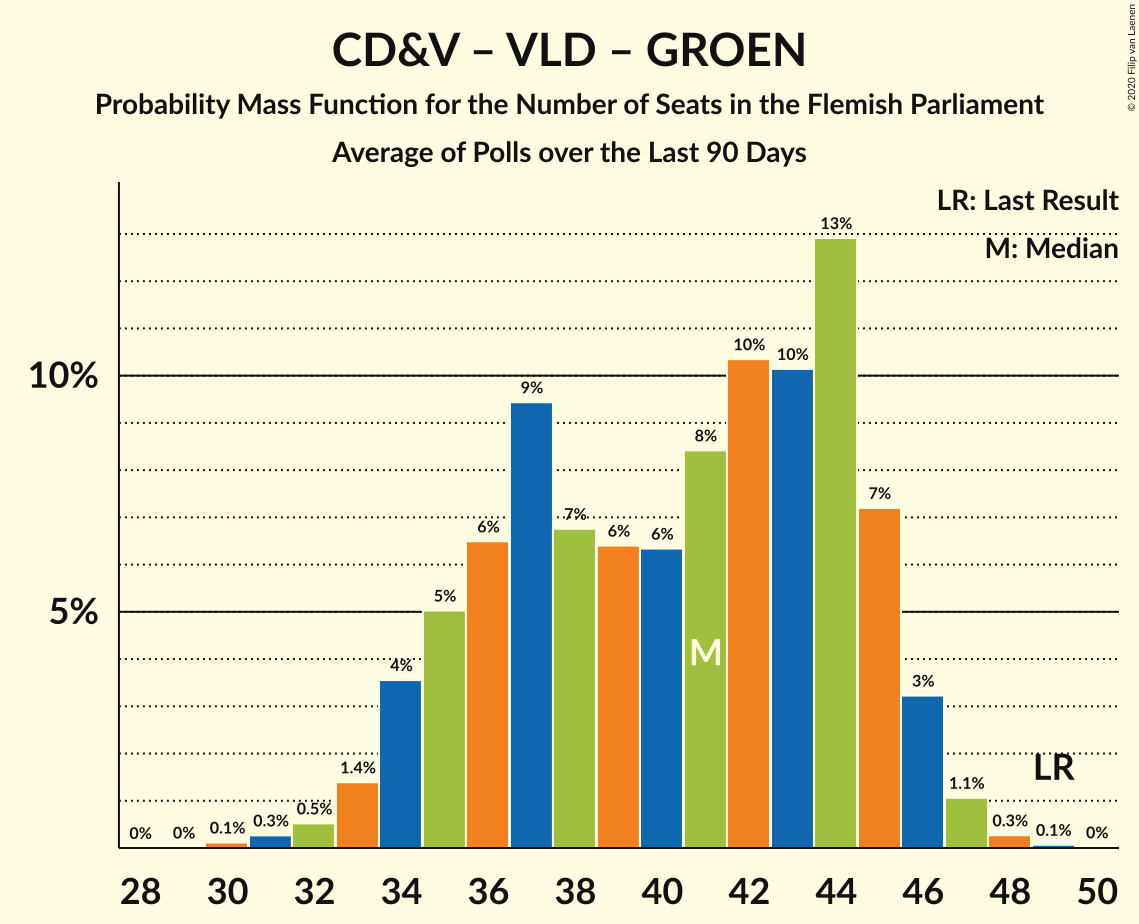 CD&V – VLD – GROEN
Probability Mass Function for the Number of Seats in the Flemish Parliament
Average of Polls over the Last 90 Days
© 2020 Filip van Laenen
LR: Last Result
M: Median
10%
5%
0%
0%
0.1%
0.3%
0.5%
1.4%
4%
5%
6%
9%
7%
6%
6%
8%
10%
10%
13%
7%
3%
1.1%
0.3%
0.1%
0%
M
LR
28 30 32 34 36 38 40 42 44 46 48 50